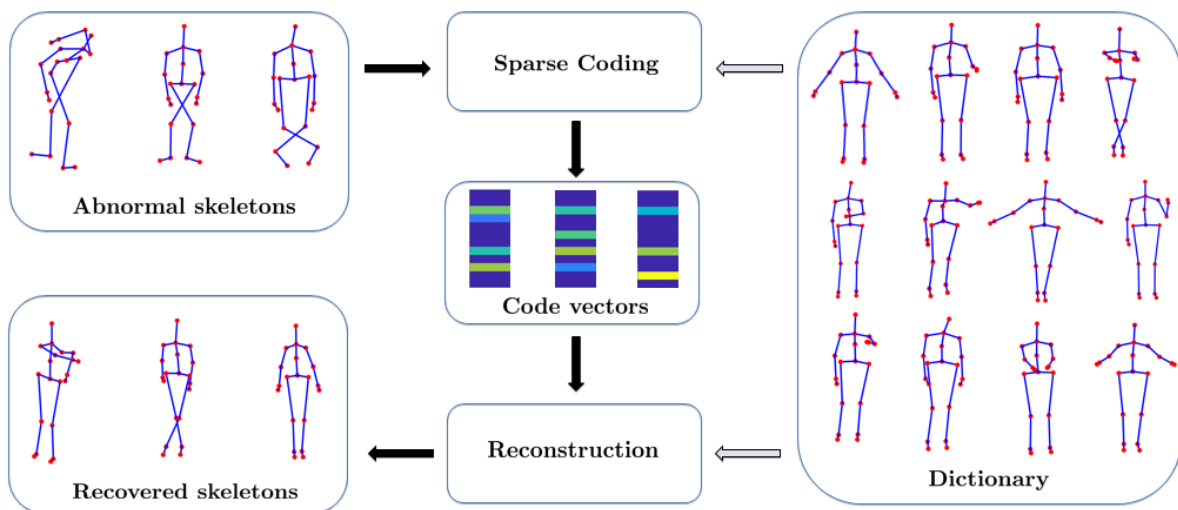 Sparse Coding
Abnormal skeletons
Code vectors
Reconstruction
Recovered skeletons
Dictionary